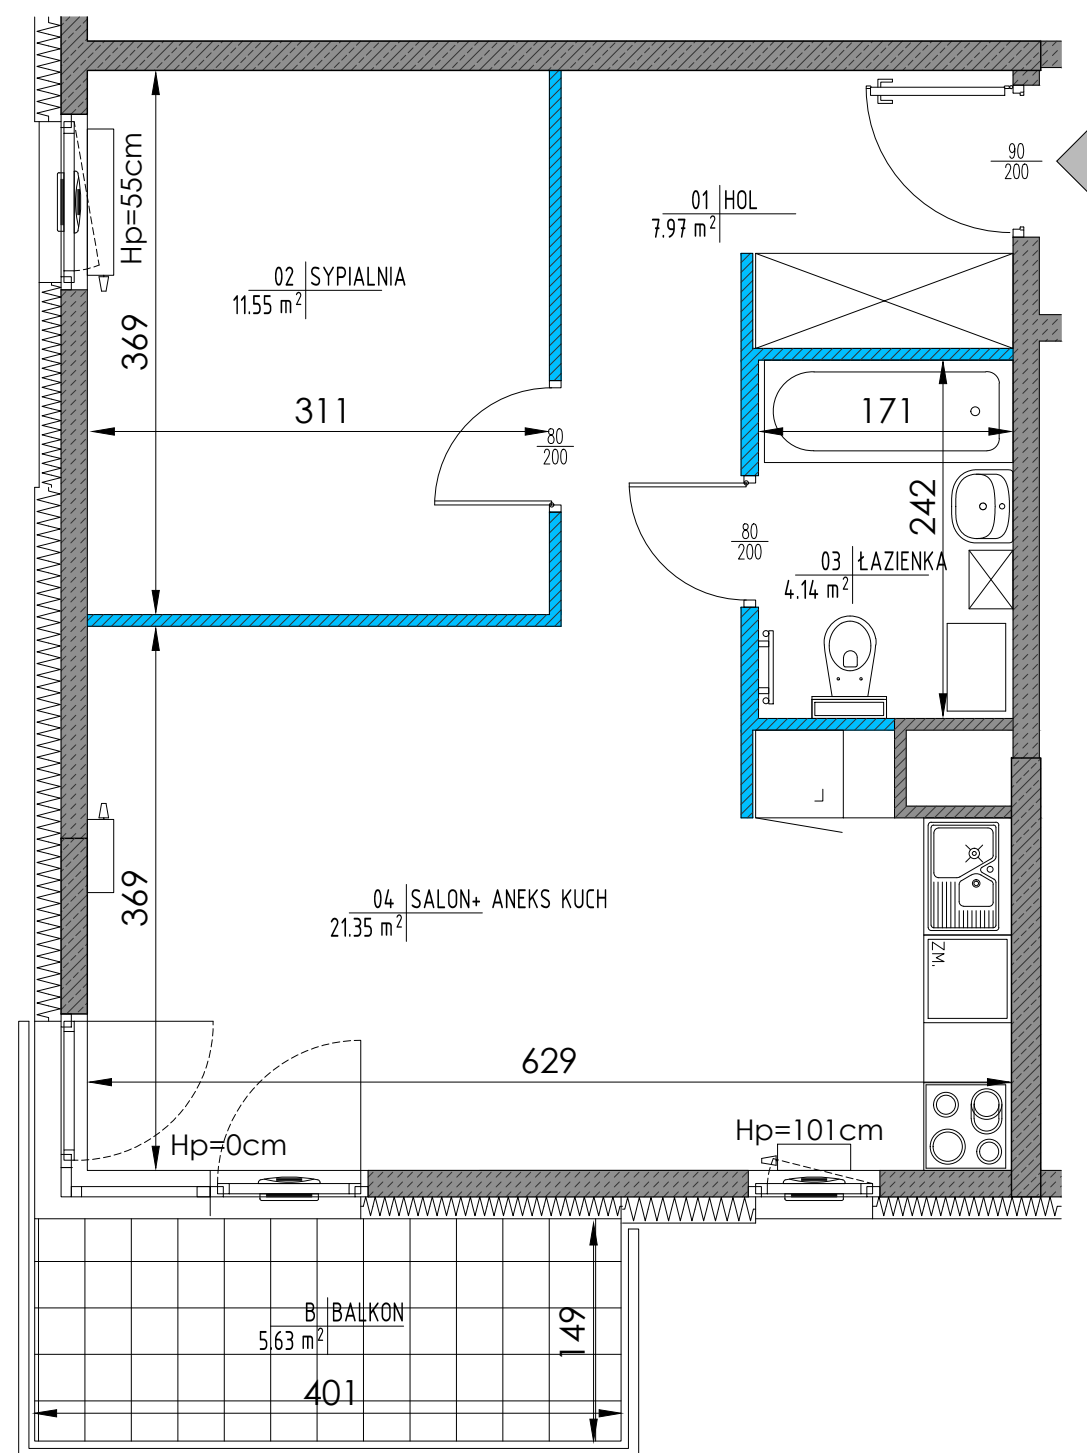 90
200
01 HOL
7.97 m²
Hp=55cm
02 SYPIALNIA
11.55 m²
369
311
80
200
171
242
80
200
03 ŁAZIENKA
4.14 m²
369
04 SALON+ ANEKS KUCH
21.35 m²
ZM.
629
Hp=0cm
Hp=101cm
B BALKON
5.63 m²
149
401